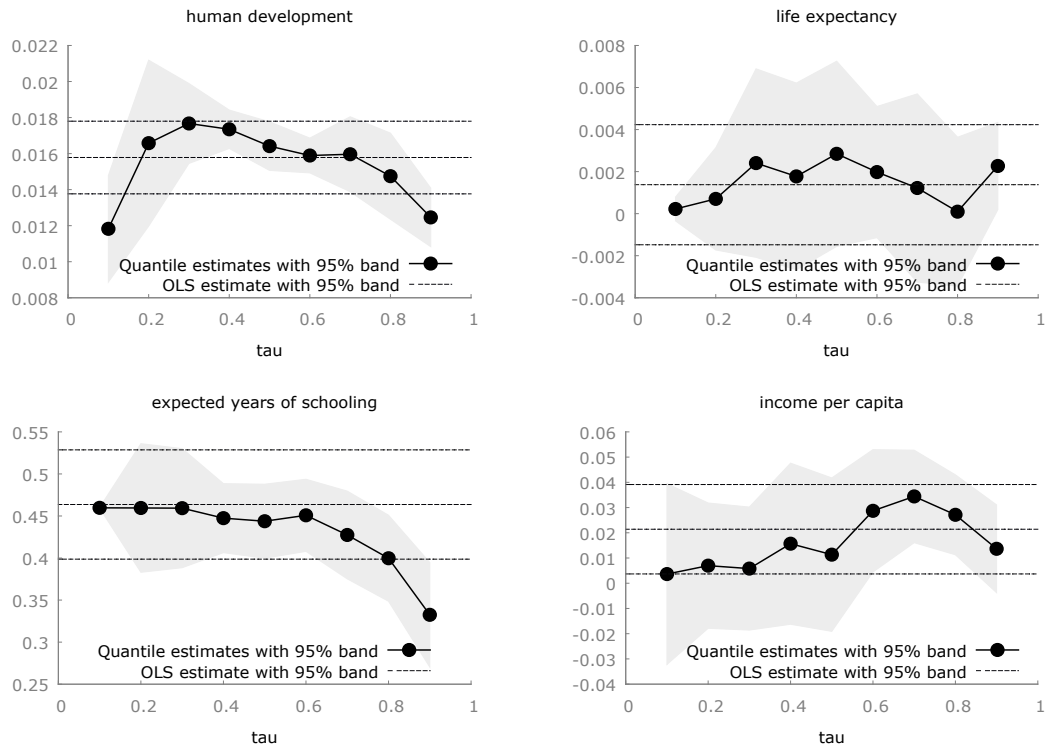 human development
0.022
0.02
0.018
0.016
0.014
0.012
0.01
0.008
Quantile estimates with 95% band
OLS estimate with 95% band
0 0.2 0.4 0.6 0.8 1
tau
life expectancy
0.008
0.006
0.004
0.002
0
-0.002
-0.004
Quantile estimates with 95% band
OLS estimate with 95% band
0 0.2 0.4 0.6 0.8 1
tau
expected years of schooling
0.55
0.5
0.45
0.4
0.35
0.3
0.25
Quantile estimates with 95% band
OLS estimate with 95% band
0 0.2 0.4 0.6 0.8 1
tau
income per capita
0.06
0.05
0.04
0.03
0.02
0.01
0
-0.01
-0.02
-0.03
-0.04
Quantile estimates with 95% band
OLS estimate with 95% band
0 0.2 0.4 0.6 0.8 1
tau